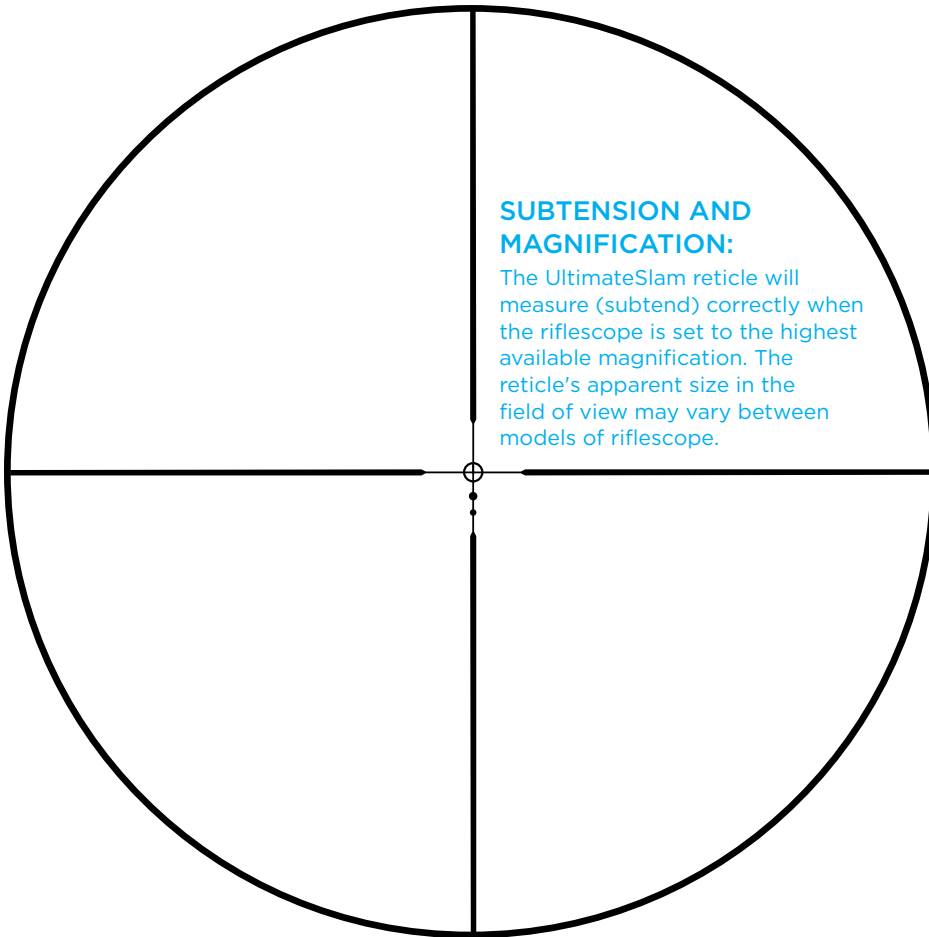 SUBTENSION AND
MAGNIFICATION:
The UltimateSlam reticle will
measure (subtend) correctly when
the riflescope is set to the highest
available magnification. The
reticle's apparent size in the
field of view may vary between
models of riflescope.